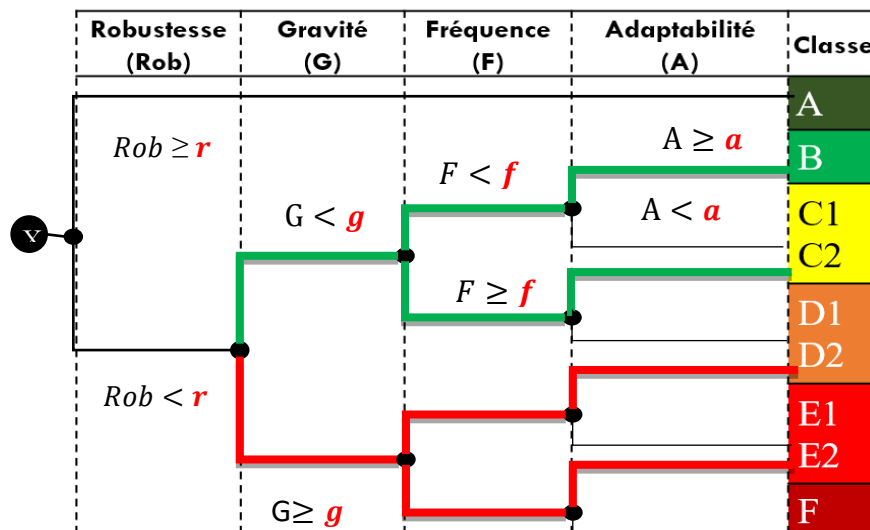 Robustesse (Rob)
Gravité (G)
Fréquence (F)
Adaptabilité (A)
Classe
A
Rob ≥ r
A ≥ a
B
F < f
G < g
A < a
C1
x
C2
F ≥ f
D1
D2
Rob < r
E1
E2
G≥ g
F